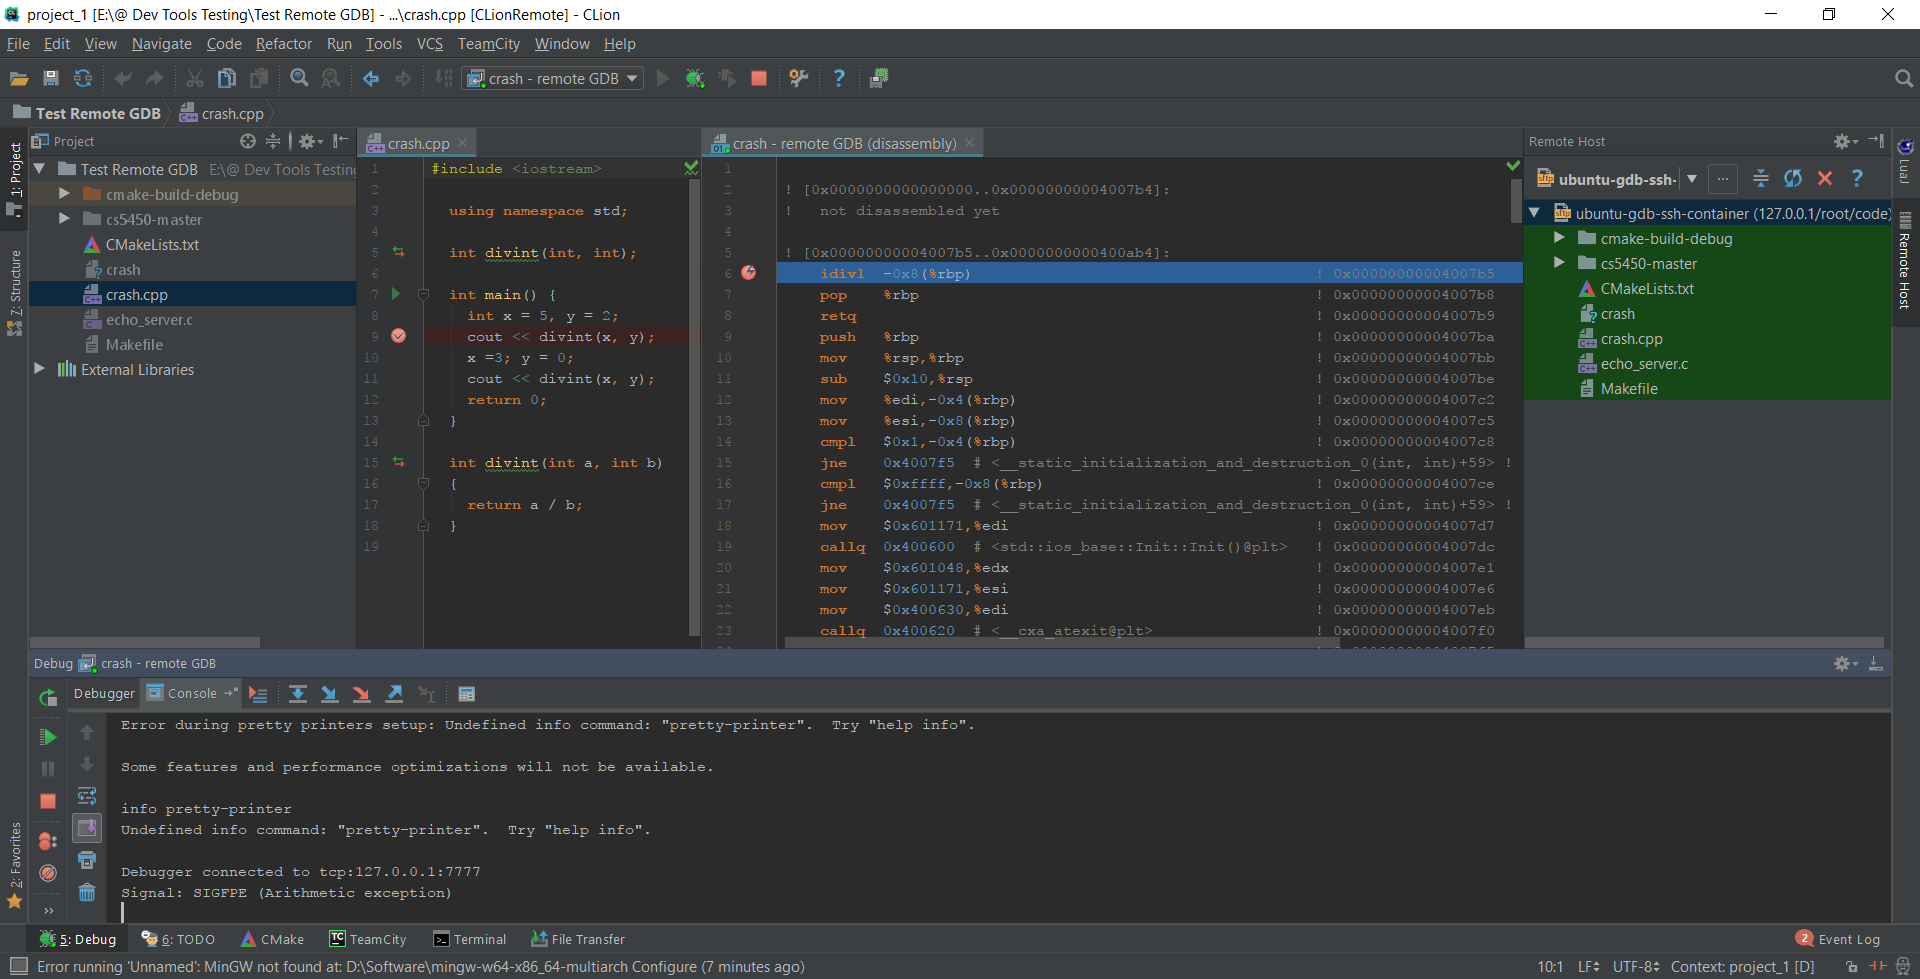 project_1 [E:\@ Dev Tools Testing\Test Remote GDB] - ...\crash.cpp [CLionRemote] - CLion
File Edit View Navigate Code Refactor Run Tools VCS TeamCity Window Help
crash - remote GDB
Test Remote GDB crash.cpp
Project
Test Remote GDB E:\@ Dev Tools Testing
cmake-build-debug
cs5450-master
CMakeLists.txt
crash
crash.cpp
echo_server.c
Makefile
External Libraries
1: Project
7: Structure
2: Favorites
crash.cpp
1 #include <iostream>
2
3 using namespace std;
4
5 int divint(int, int);
6
7 int main() {
8 int x = 5, y = 2;
9 cout << divint(x, y);
10 x =3; y = 0;
11 cout << divint(x, y);
12 return 0;
13 }
14
15 int divint(int a, int b)
16 {
17 return a / b;
18 }
19
crash - remote GDB (disassembly)
1
2 ! [0x0000000000000000..0x00000000004007b4]:
3 ! not disassembled yet
4
5 ! [0x00000000004007b5..0x0000000000400ab4]:
6 idivl -0x8(%rbp) ! 0x00000000004007b5
7 pop %rbp ! 0x00000000004007b8
8 retq ! 0x00000000004007b9
9 push %rbp ! 0x00000000004007ba
10 mov %rsp,%rbp ! 0x00000000004007bb
11 sub $0x10,%rsp ! 0x00000000004007be
12 mov %edi,-0x4(%rbp) ! 0x00000000004007c2
13 mov %esi,-0x8(%rbp) ! 0x00000000004007c5
14 cmpl $0x1,-0x4(%rbp) ! 0x00000000004007c8
15 jne 0x4007f5 # <__static_initialization_and_destruction_0(int, int)+59> !
16 cmpl $0xffff,-0x8(%rbp) ! 0x00000000004007ce
17 jne 0x4007f5 # <__static_initialization_and_destruction_0(int, int)+59> !
18 mov $0x601171,%edi ! 0x00000000004007d7
19 callq 0x400600 # <std::ios_base::Init::Init()@plt> ! 0x00000000004007dc
20 mov $0x601048,%edx ! 0x00000000004007e1
21 mov $0x601171,%esi ! 0x00000000004007e6
22 mov $0x400630,%edi ! 0x00000000004007eb
23 callq 0x400620 # <__cxa_atexit@plt> ! 0x00000000004007f0
Remote Host
ubuntu-gdb-ssh-
ubuntu-gdb-ssh-container (127.0.0.1/root/code)
cmake-build-debug
cs5450-master
CMakeLists.txt
crash
crash.cpp
echo_server.c
Makefile
LuaJ
Remote Host
Debug crash - remote GDB
Debugger Console
Error during pretty printers setup: Undefined info command: "pretty-printer". Try "help info".
Some features and performance optimizations will not be available.
info pretty-printer
Undefined info command: "pretty-printer". Try "help info".
Debugger connected to tcp:127.0.0.1:7777
Signal: SIGFPE (Arithmetic exception)
5: Debug 6: TODO CMake TeamCity Terminal File Transfer 2 Event Log
Error running 'Unnamed': MinGW not found at: D:\Software\mingw-w64-x86_64-multiarch Configure (7 minutes ago) 10:1 LF UTF-8 Context: project_1 [D]